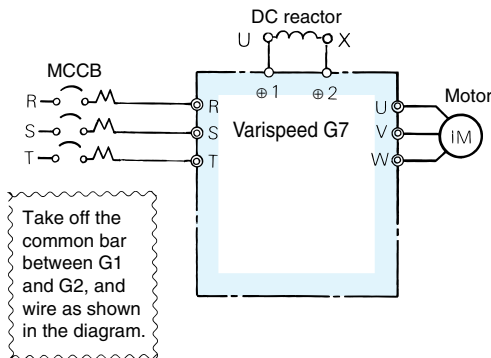 DC reactor
U X
MCCB
⊕1 ⊕2
R R U Motor
S S Varispeed G7 V IM
T T W
Take off the
common bar
between G1
and G2, and
wire as shown
in the diagram.